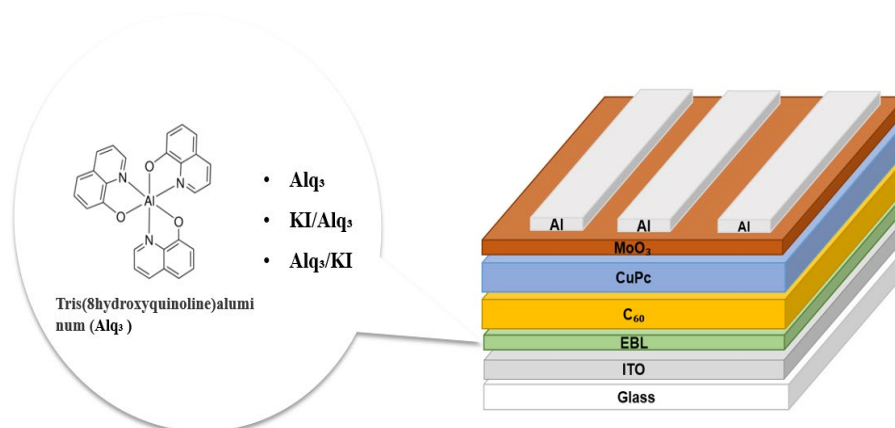 O
N
• Alq₃
Al
N
O
O
• KI/Alq₃
N
• Alq₃/KI
Tris(8hydroxyquinoline)alumi
num (Alq₃ )
Al
Al
Al
MoO₃
CuPc
C₆₀
EBL
ITO
Glass